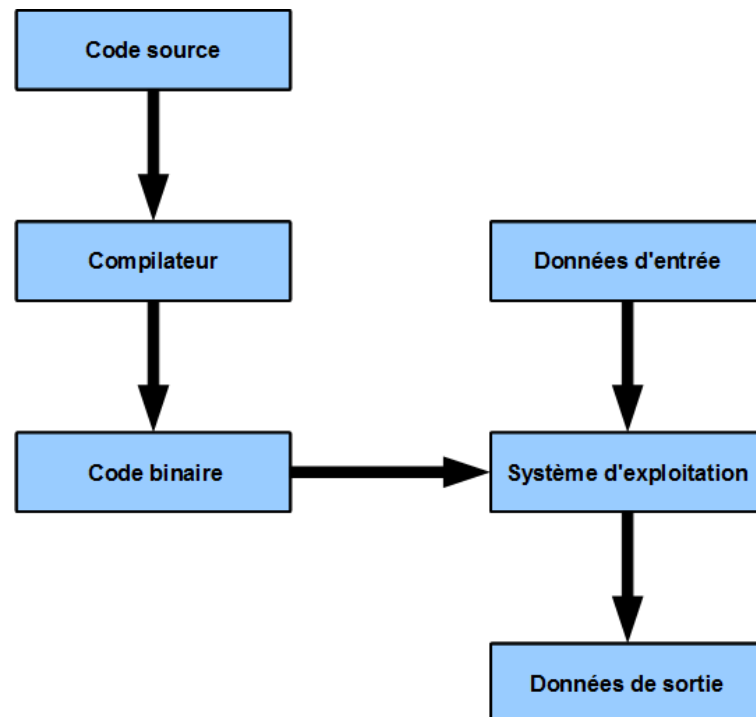 Code source
Compilateur
Données d'entrée
Code binaire
Système d'exploitation
Données de sortie